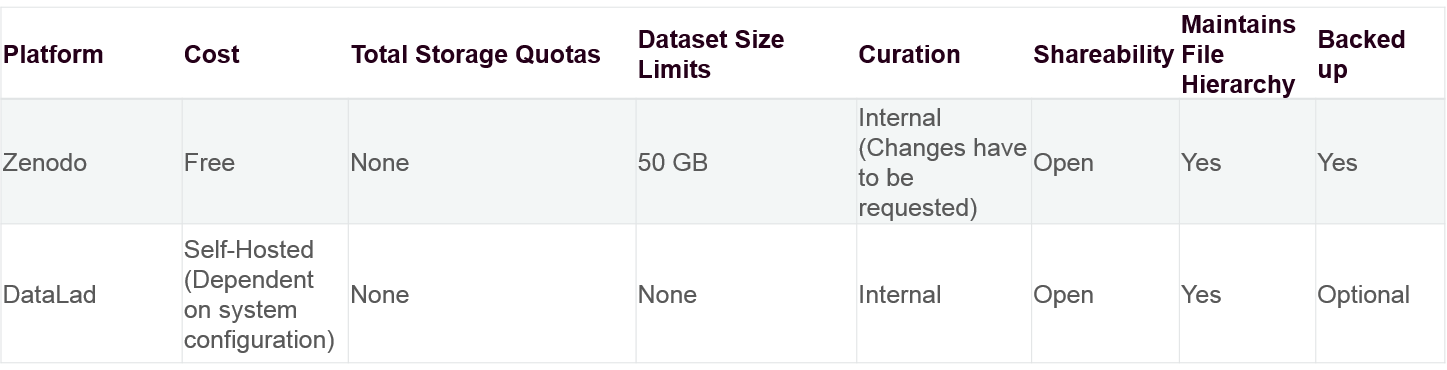 Platform
Cost
Total Storage Quotas
Dataset Size
Limits
Curation
Shareability
Maintains
File
Hierarchy
Backed
up
Zenodo
Free
None
50 GB
Internal
(Changes have
to be
requested)
Open
Yes
Yes
DataLad
Self-Hosted
(Dependent
on system
configuration)
None
None
Internal
Open
Yes
Optional